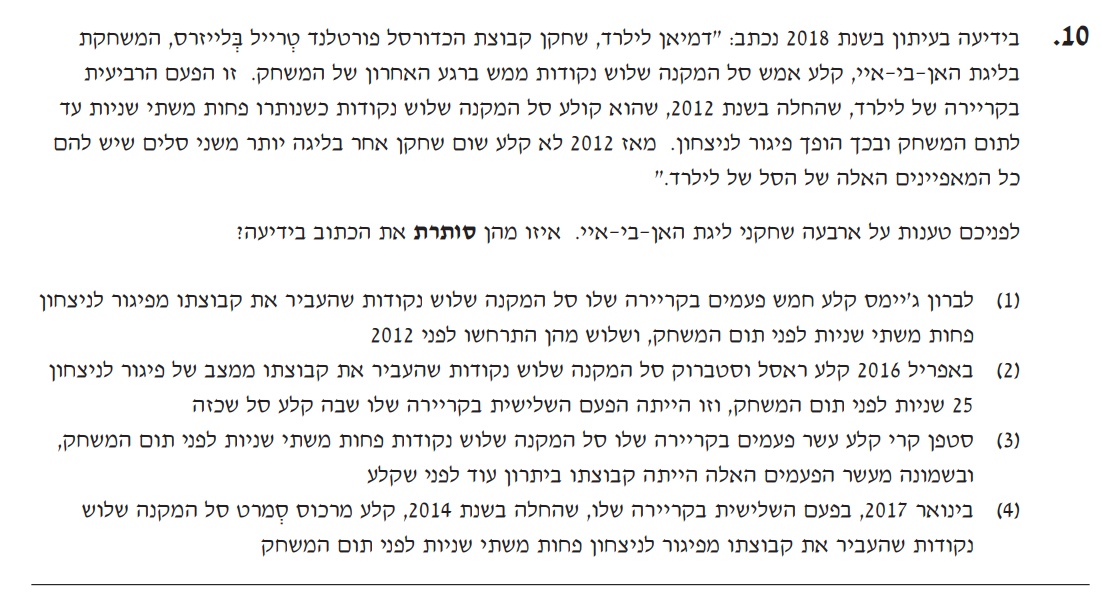 10. בידיעה בעיתון בשנת 2018 נכתב: "דמיאן לילרד, שחקן קבוצת הכדורסל פורטלנד טְרייל בְּלייזרס, המשחקת
בליגת האן-בי-איי, קלע אמש סל המקנה שלוש נקודות ממש ברגע האחרון של המשחק. זו הפעם הרביעית
בקריירה של לילרד, שהחלה בשנת 2012, שהוא קולע סל המקנה שלוש נקודות כשנותרו פחות משתי שניות עד
לתום המשחק ובכך הופך פיגור לניצחון. מאז 2012 לא קלע שום שחקן אחר בליגה יותר משני סלים שיש להם
כל המאפיינים האלה של הסל של לילרד."
לפניכם טענות על ארבעה שחקני ליגת האן-בי-איי. איזו מהן סותרת את הכתוב בידיעה?
(1) לברון ג'יימס קלע חמש פעמים בקריירה שלו סל המקנה שלוש נקודות שהעביר את קבוצתו מפיגור לניצחון
פחות משתי שניות לפני תום המשחק, ושלוש מהן התרחשו לפני 2012
(2) באפריל 2016 קלע ראסל וסטברוק סל המקנה שלוש נקודות שהעביר את קבוצתו ממצב של פיגור לניצחון
25 שניות לפני תום המשחק, וזו הייתה הפעם השלישית בקריירה שלו שבה קלע סל שכזה
(3) סטפן קרי קלע עשר פעמים בקריירה שלו סל המקנה שלוש נקודות פחות משתי שניות לפני תום המשחק,
ובשמונה מעשר הפעמים האלה הייתה קבוצתו ביתרון עוד לפני שקלע
(4) בינואר 2017, בפעם השלישית בקריירה שלו, שהחלה בשנת 2014, קלע מרכוס סְמרט סל המקנה שלוש
נקודות שהעביר את קבוצתו מפיגור לניצחון פחות משתי שניות לפני תום המשחק